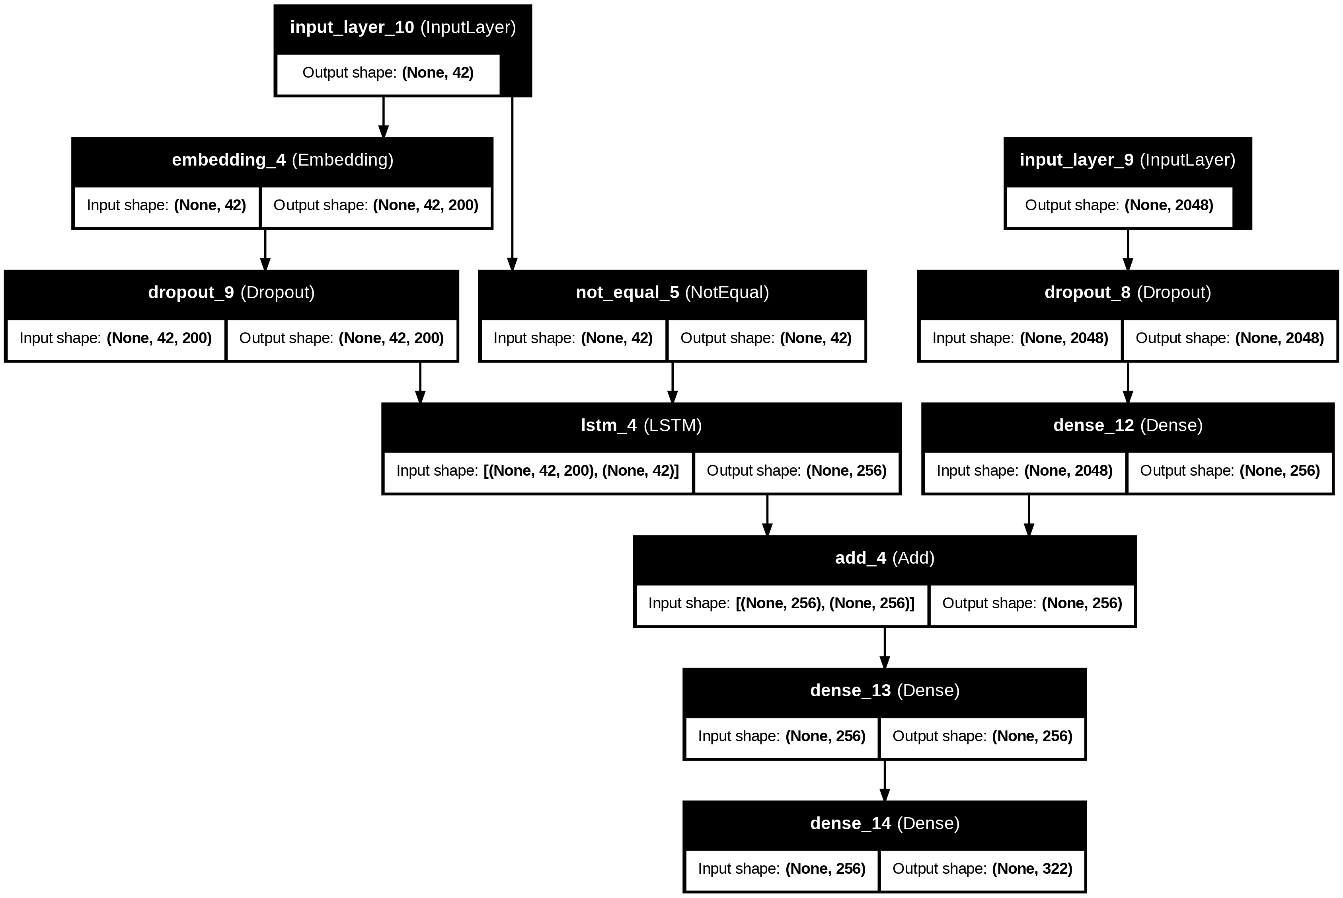 input_layer_10 (InputLayer)
Output shape: (None, 42)
embedding_4 (Embedding)
Input shape: (None, 42) Output shape: (None, 42, 200)
input_layer_9 (InputLayer)
Output shape: (None, 2048)
dropout_9 (Dropout)
Input shape: (None, 42, 200) Output shape: (None, 42, 200)
not_equal_5 (NotEqual)
Input shape: (None, 42) Output shape: (None, 42)
dropout_8 (Dropout)
Input shape: (None, 2048) Output shape: (None, 2048)
lstm_4 (LSTM)
Input shape: [(None, 42, 200), (None, 42)] Output shape: (None, 256)
dense_12 (Dense)
Input shape: (None, 2048) Output shape: (None, 256)
add_4 (Add)
Input shape: [(None, 256), (None, 256)] Output shape: (None, 256)
dense_13 (Dense)
Input shape: (None, 256) Output shape: (None, 256)
dense_14 (Dense)
Input shape: (None, 256) Output shape: (None, 322)